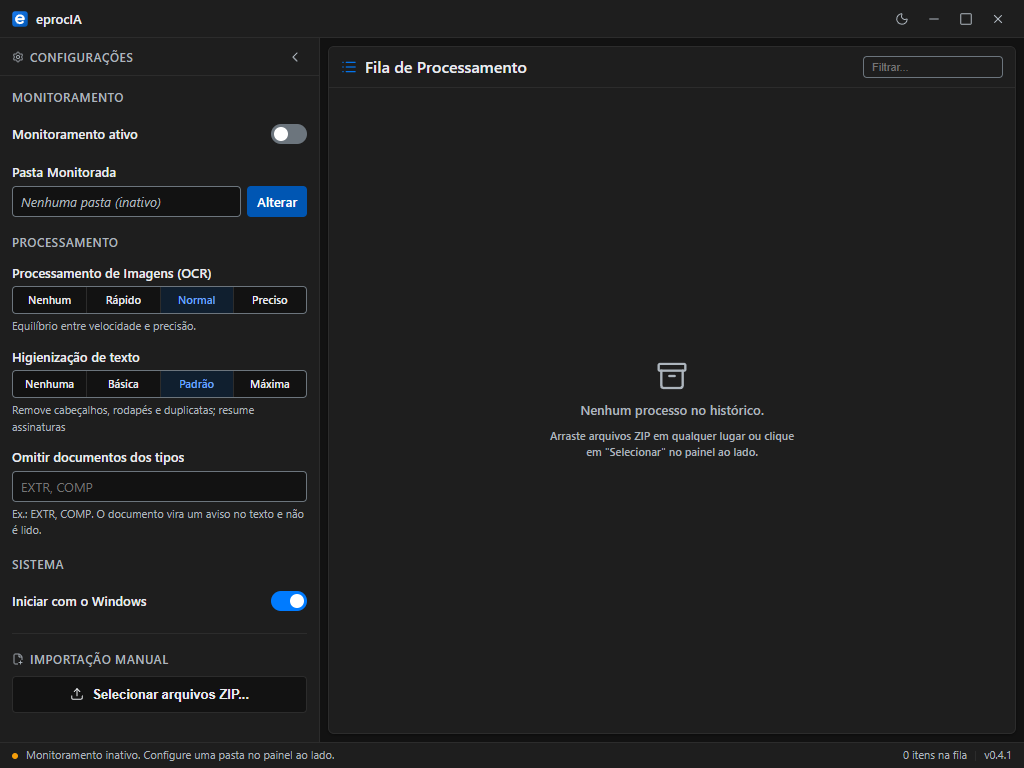 eprocIA
CONFIGURAÇÕES
MONITORAMENTO
Monitoramento ativo
Pasta Monitorada
Nenhuma pasta (inativo)
Alterar
PROCESSAMENTO
Processamento de Imagens (OCR)
Nenhum Rápido Normal Preciso
Equilíbrio entre velocidade e precisão.
Higienização de texto
Nenhuma Básica Padrão Máxima
Remove cabeçalhos, rodapés e duplicatas; resume
assinaturas
Omitir documentos dos tipos
EXTR, COMP
Ex.: EXTR, COMP. O documento vira um aviso no texto e não
é lido.
SISTEMA
Iniciar com o Windows
IMPORTAÇÃO MANUAL
Selecionar arquivos ZIP...
Fila de Processamento
Filtrar...
Nenhum processo no histórico.
Arraste arquivos ZIP em qualquer lugar ou clique
em "Selecionar" no painel ao lado.
Monitoramento inativo. Configure uma pasta no painel ao lado.
0 itens na fila
v0.4.1